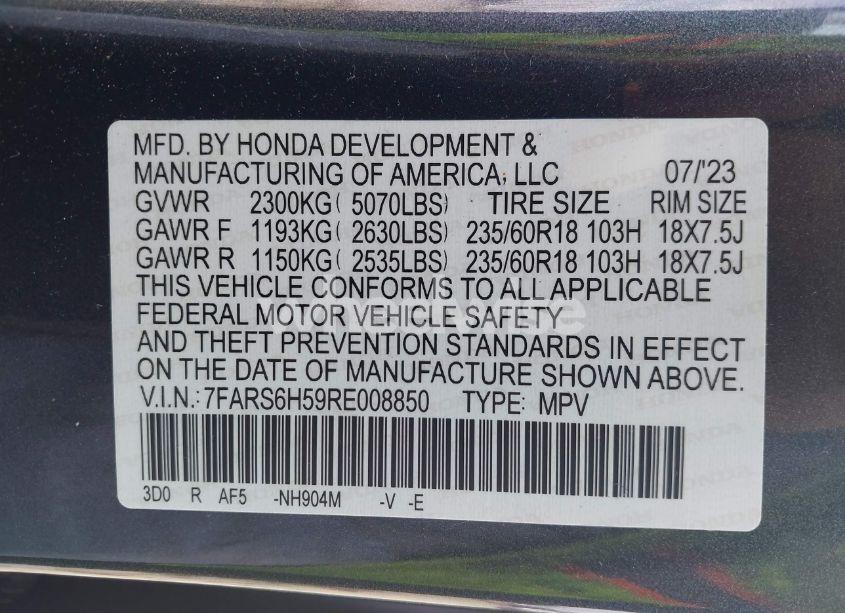 MFD. BY HONDA DEVELOPMENT &
MANUFACTURING OF AMERICA, LLC 07/'23
GVWR 2300KG( 5070LBS) TIRE SIZE RIM SIZE
GAWR F 1193KG( 2630LBS) 235/60R18 103H 18X7.5J
GAWR R 1150KG( 2535LBS) 235/60R18 103H 18X7.5J
THIS VEHICLE CONFORMS TO ALL APPLICABLE
FEDERAL MOTOR VEHICLE SAFETY
AND THEFT PREVENTION STANDARDS IN EFFECT
ON THE DATE OF MANUFACTURE SHOWN ABOVE.
V.I.N.:7FARS6H59RE008850 TYPE: MPV
3D0 R AF5 -NH904M -V -E